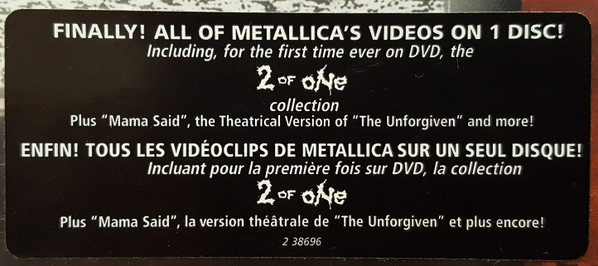 FINALLY! ALL OF METALLICA'S VIDEOS ON 1 DISC!
Including, for the first time ever on DVD, the
2 OF ONE
collection
Plus "Mama Said", the Theatrical Version of "The Unforgiven" and more!
ENFIN! TOUS LES VIDÉOCLIPS DE METALLICA SUR UN SEUL DISQUE!
Incluant pour la première fois sur DVD, la collection
2 OF ONE
Plus "Mama Said", la version théâtrale de "The Unforgiven" et plus encore!
2 38696